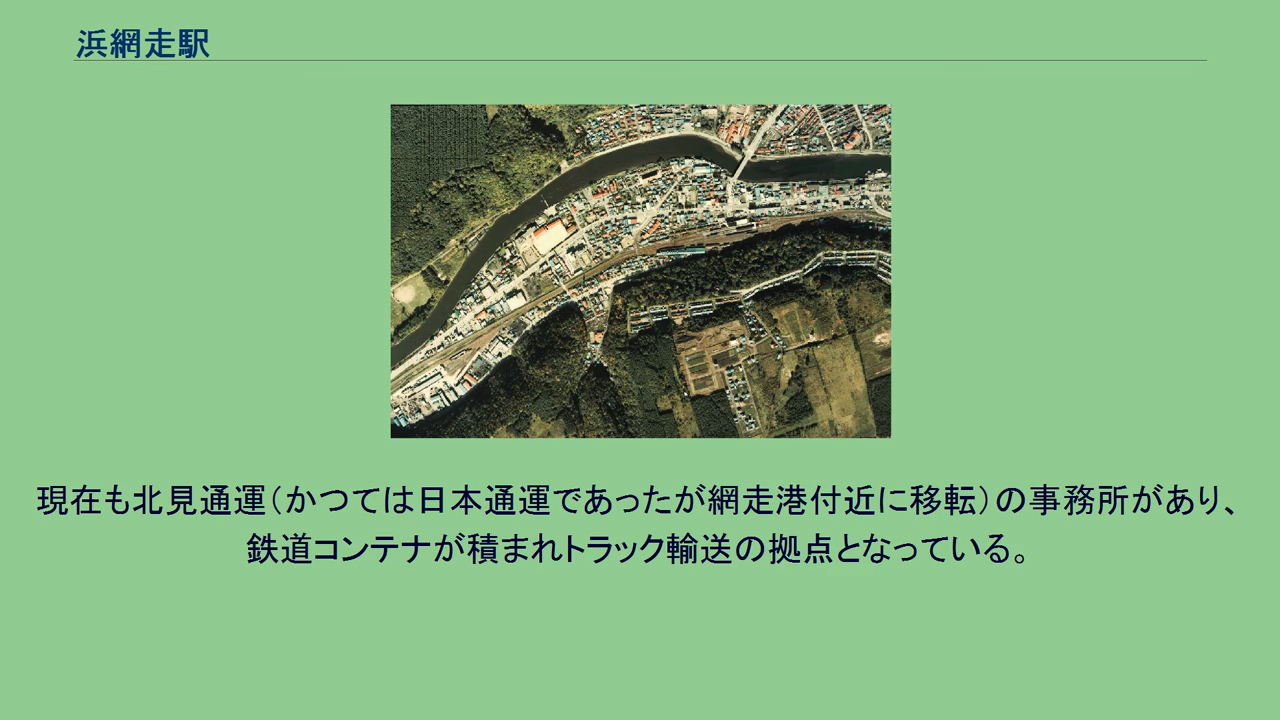 浜網走駅
現在も北見通運（かつては日本通運であったが網走港付近に移転）の事務所があり、
鉄道コンテナが積まれトラック輸送の拠点となっている。